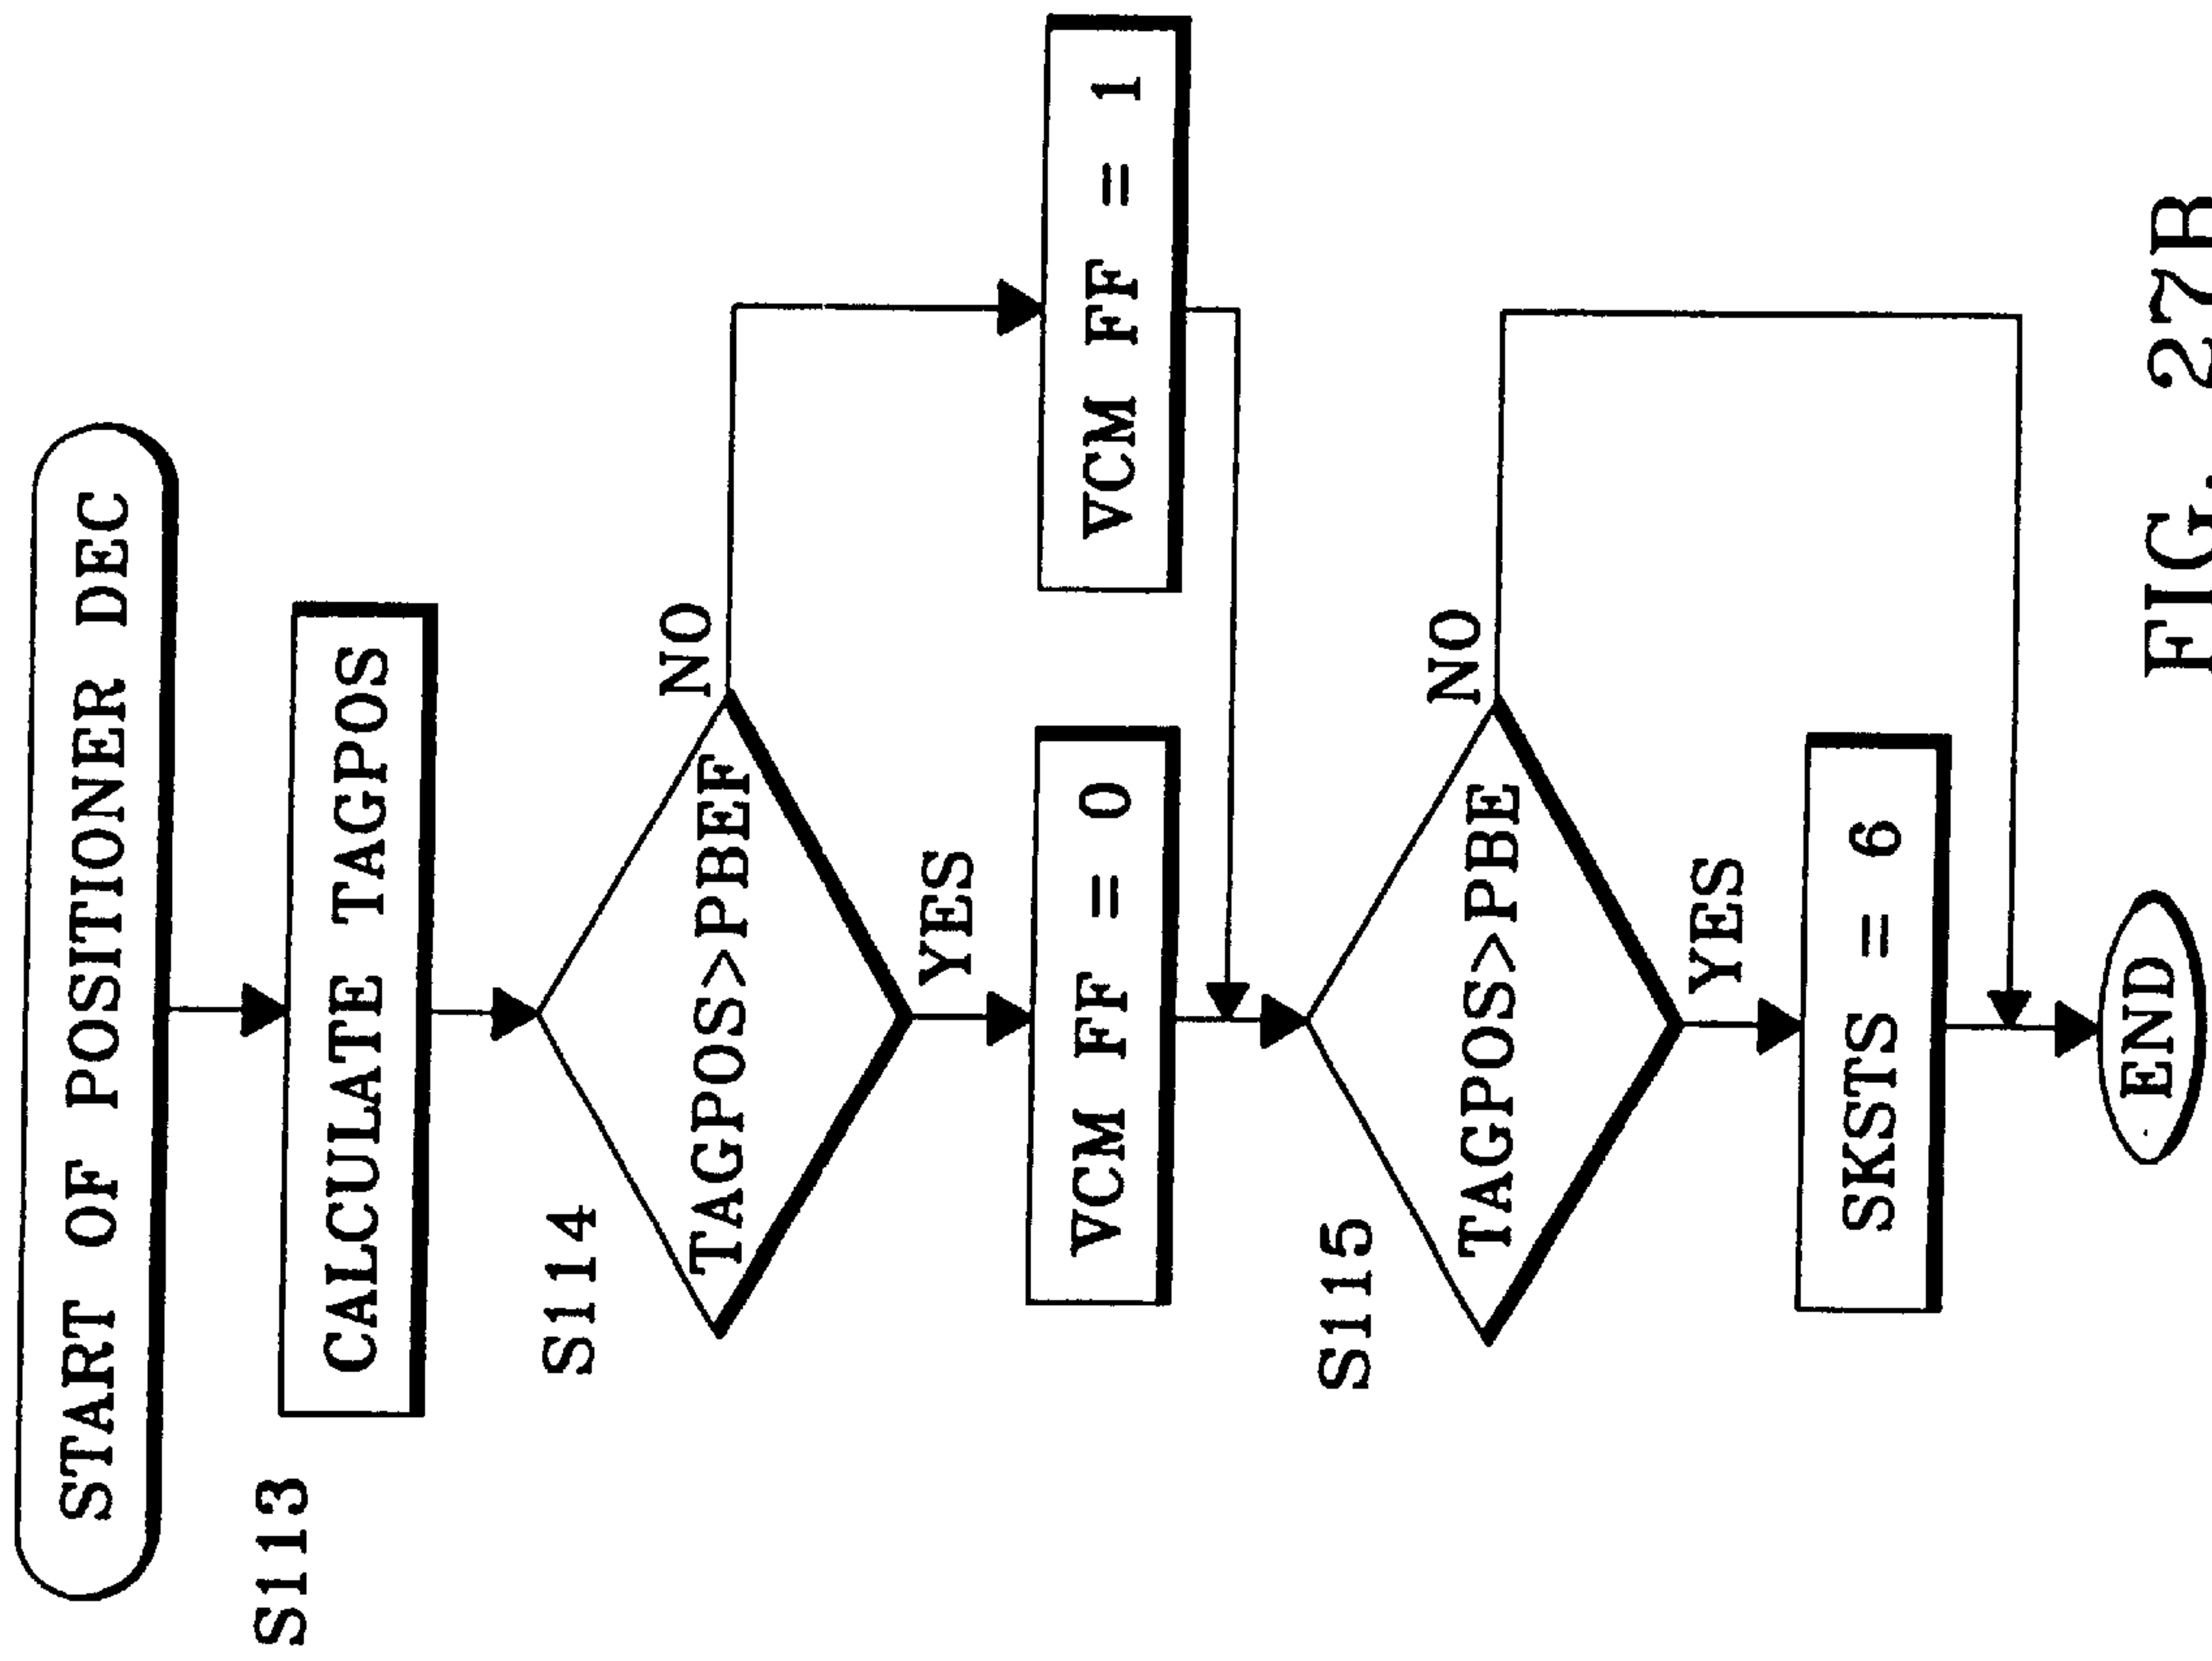 START OF POSITIONER DEC
S113
CALCULATE TAGPOS
S114
TAGPOS>PBEF
NO
YES
VCM FF = 0
VCM FF = 1
S115
TAGPOS>PBE
NO
YES
SKSTS = 6
END
FIG. 27B